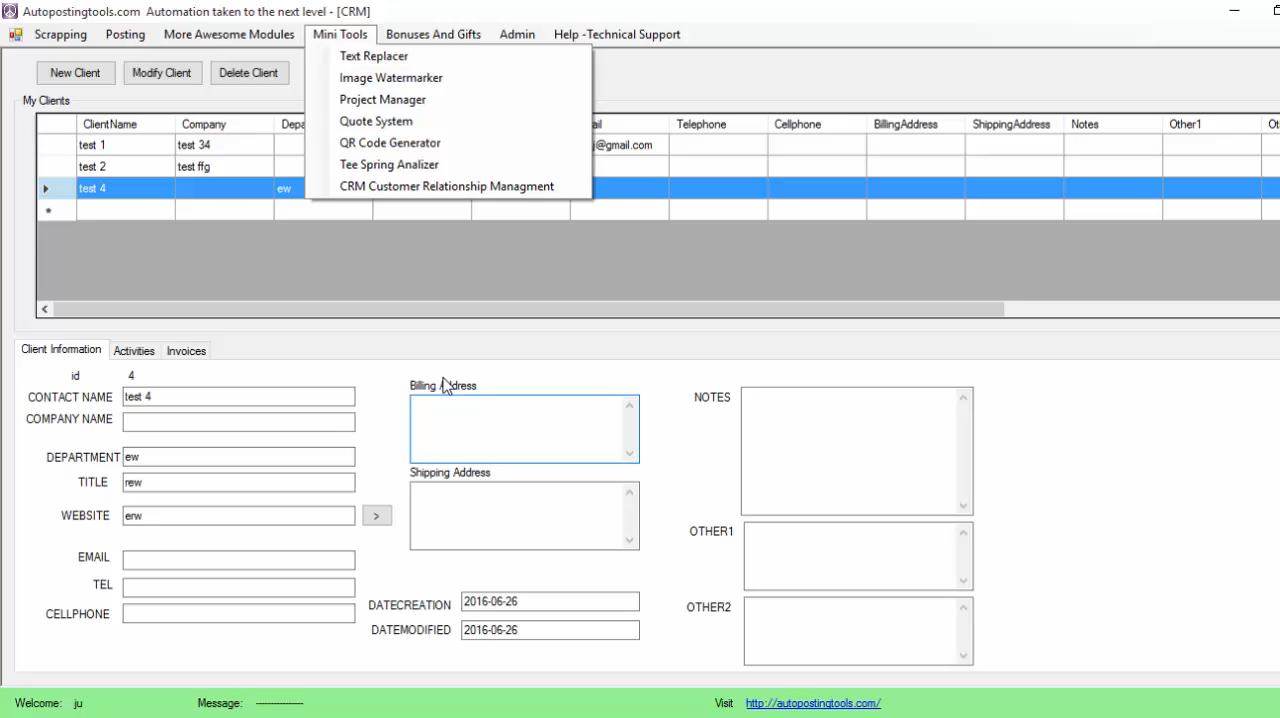 Autopostingtools.com  Automation taken to the next level - [CRM]
Scrapping Posting More Awesome Modules Mini Tools Bonuses And Gifts Admin Help -Technical Support
Text Replacer
Image Watermarker
Project Manager
Quote System
QR Code Generator
Tee Spring Analizer
CRM Customer Relationship Managment
New Client Modify Client Delete Client
My Clients
ClientName Company Telephone Cellphone BillingAddress ShippingAddress Notes Other1
test 1 test 34 j@gmail.com
test 2 test ffg
test 4 ew
Client Information Activities Invoices
id 4
CONTACT NAME test 4
COMPANY NAME
DEPARTMENT ew
TITLE rew
WEBSITE erw >
EMAIL
TEL
CELLPHONE
Billing Address
Shipping Address
DATECREATION 2016-06-26
DATEMODIFIED 2016-06-26
NOTES
OTHER1
OTHER2
Welcome: ju Message: --------------- Visit http://autopostingtools.com/